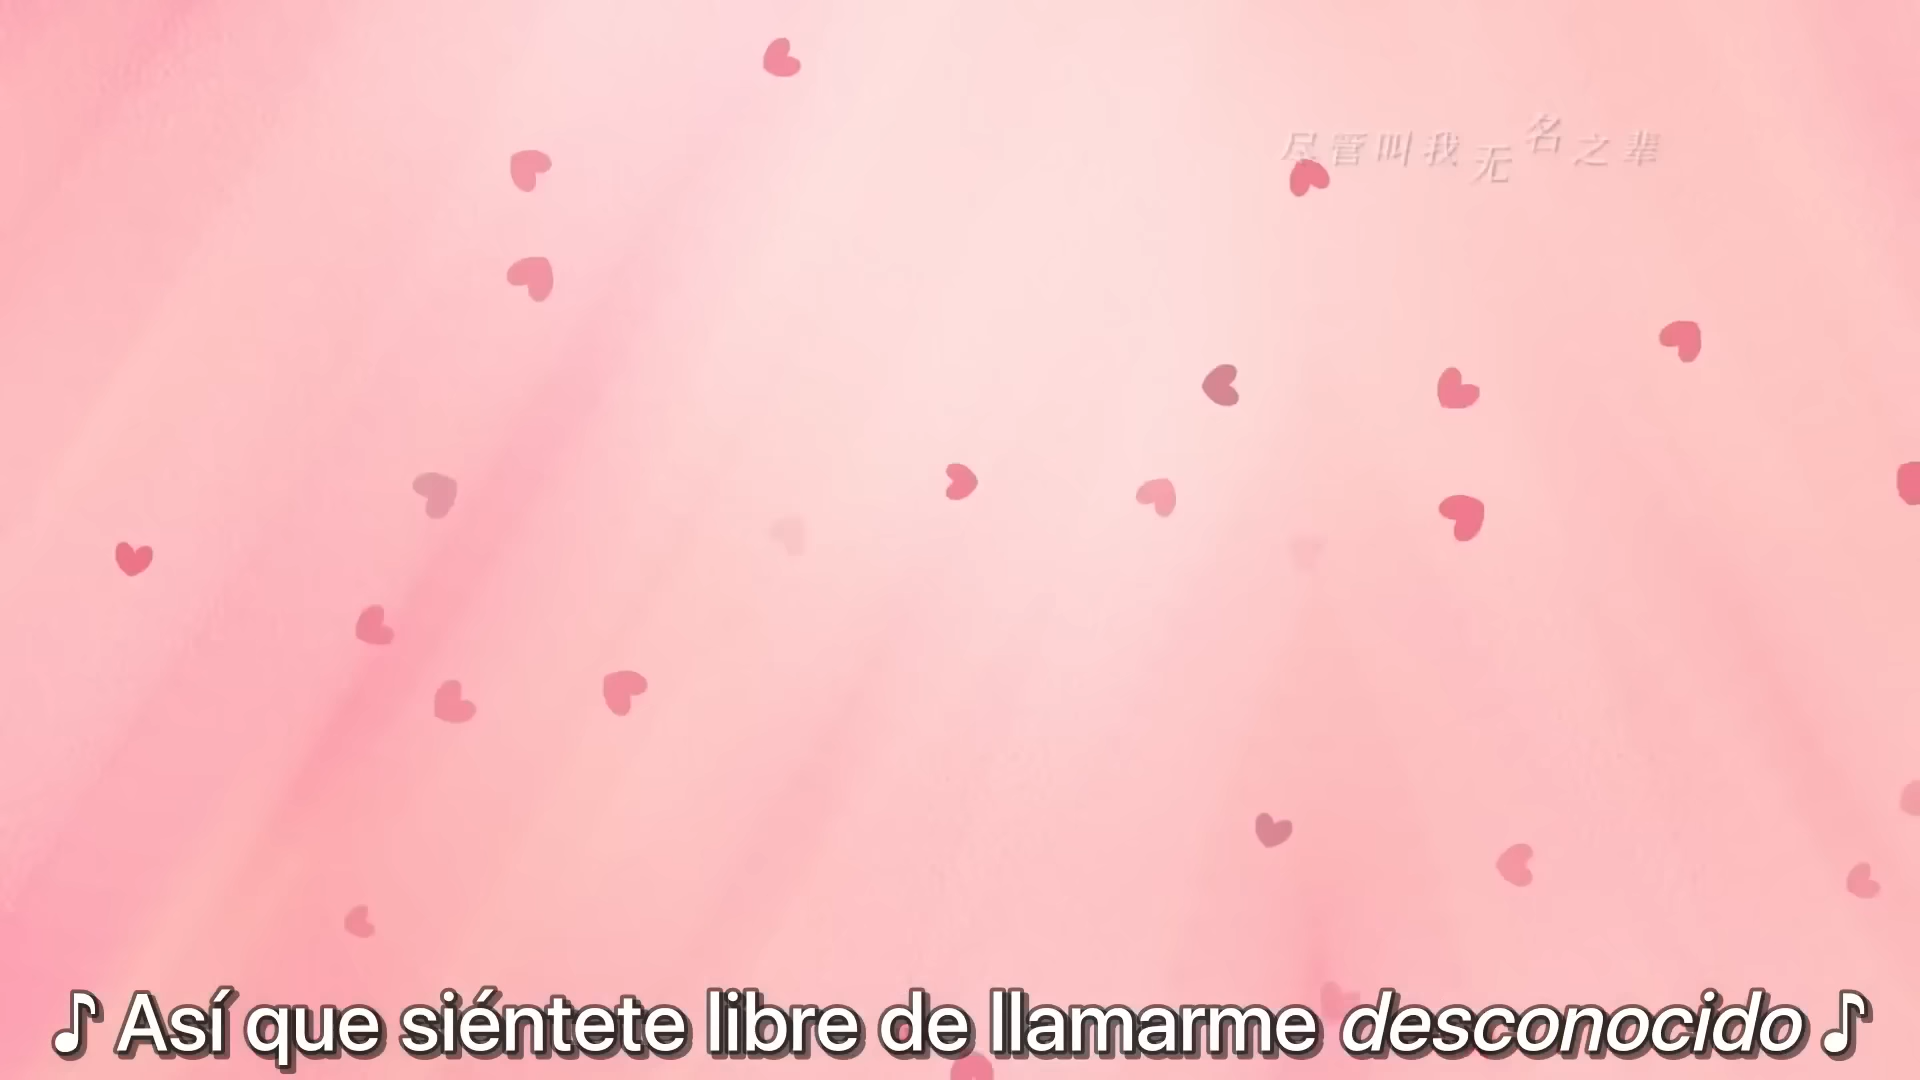 尽管叫我无名之辈
♪ Así que siéntete libre de llamarme desconocido ♪